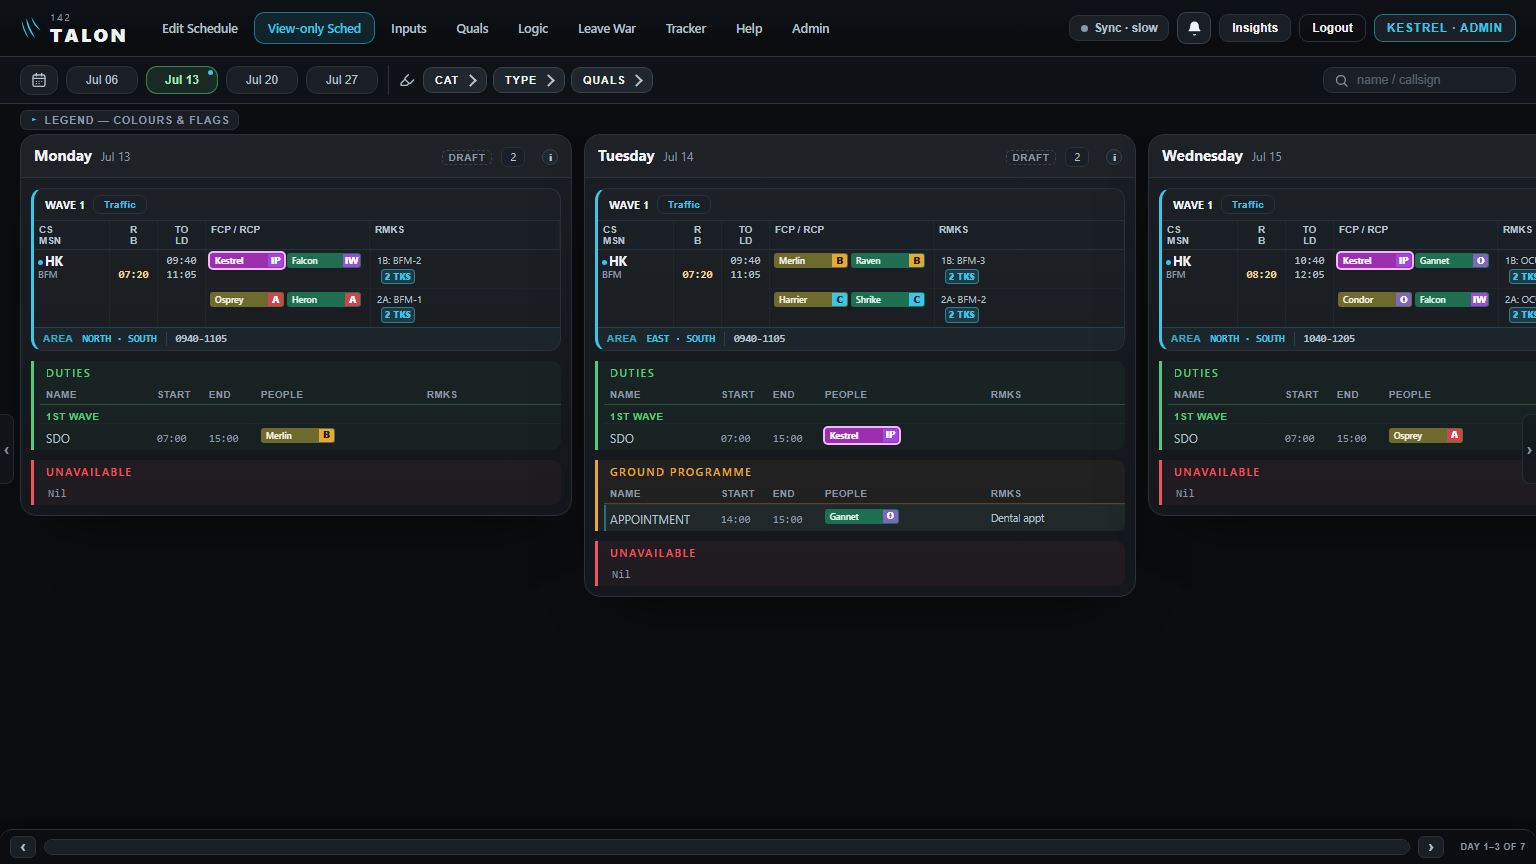 142
TALON
Edit Schedule
View-only Sched
Inputs
Quals
Logic
Leave War
Tracker
Help
Admin
Sync · slow
Insights
Logout
KESTREL · ADMIN
Jul 06
Jul 13
Jul 20
Jul 27
CAT
TYPE
QUALS
name / callsign
LEGEND — COLOURS & FLAGS
Monday Jul 13
DRAFT 2 i
WAVE 1 Traffic
CS R TO FCP / RCP RMKS
MSN B LD
HK 09:40 Kestrel IP Falcon IW 1B: BFM-2
BFM 07:20 11:05 2 TKS
Osprey A Heron A 2A: BFM-1
2 TKS
AREA NORTH · SOUTH 0940-1105
DUTIES
NAME START END PEOPLE RMKS
1ST WAVE
SDO 07:00 15:00 Merlin B
UNAVAILABLE
Nil
Tuesday Jul 14
DRAFT 2 i
WAVE 1 Traffic
CS R TO FCP / RCP RMKS
MSN B LD
HK 09:40 Merlin B Raven B 1B: BFM-3
BFM 07:20 11:05 2 TKS
Harrier C Shrike C 2A: BFM-2
2 TKS
AREA EAST · SOUTH 0940-1105
DUTIES
NAME START END PEOPLE RMKS
1ST WAVE
SDO 07:00 15:00 Kestrel IP
GROUND PROGRAMME
NAME START END PEOPLE RMKS
APPOINTMENT 14:00 15:00 Gannet O Dental appt
UNAVAILABLE
Nil
Wednesday Jul 15
WAVE 1 Traffic
CS R TO FCP / RCP RMKS
MSN B LD
HK 10:40 Kestrel IP Gannet O 1B: OCU
BFM 08:20 12:05 2 TKS
Condor O Falcon IW 2A: OCU
2 TKS
AREA NORTH · SOUTH 1040-1205
DUTIES
NAME START END PEOPLE
1ST WAVE
SDO 07:00 15:00 Osprey A
UNAVAILABLE
Nil
DAY 1–3 OF 7